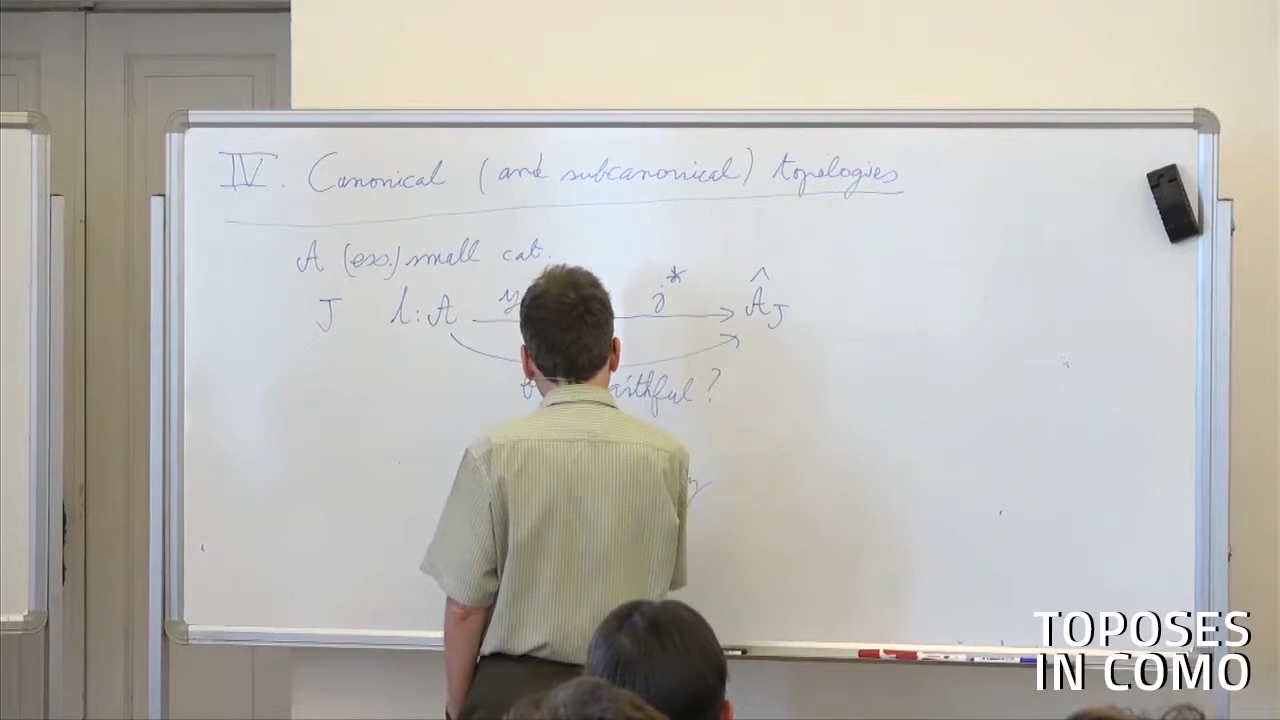 IV. Canonical (and subcanonical) topologies
A (ess.) small cat.
J l: A y j* Â_J
faithful?
TOPOSES
IN COMO